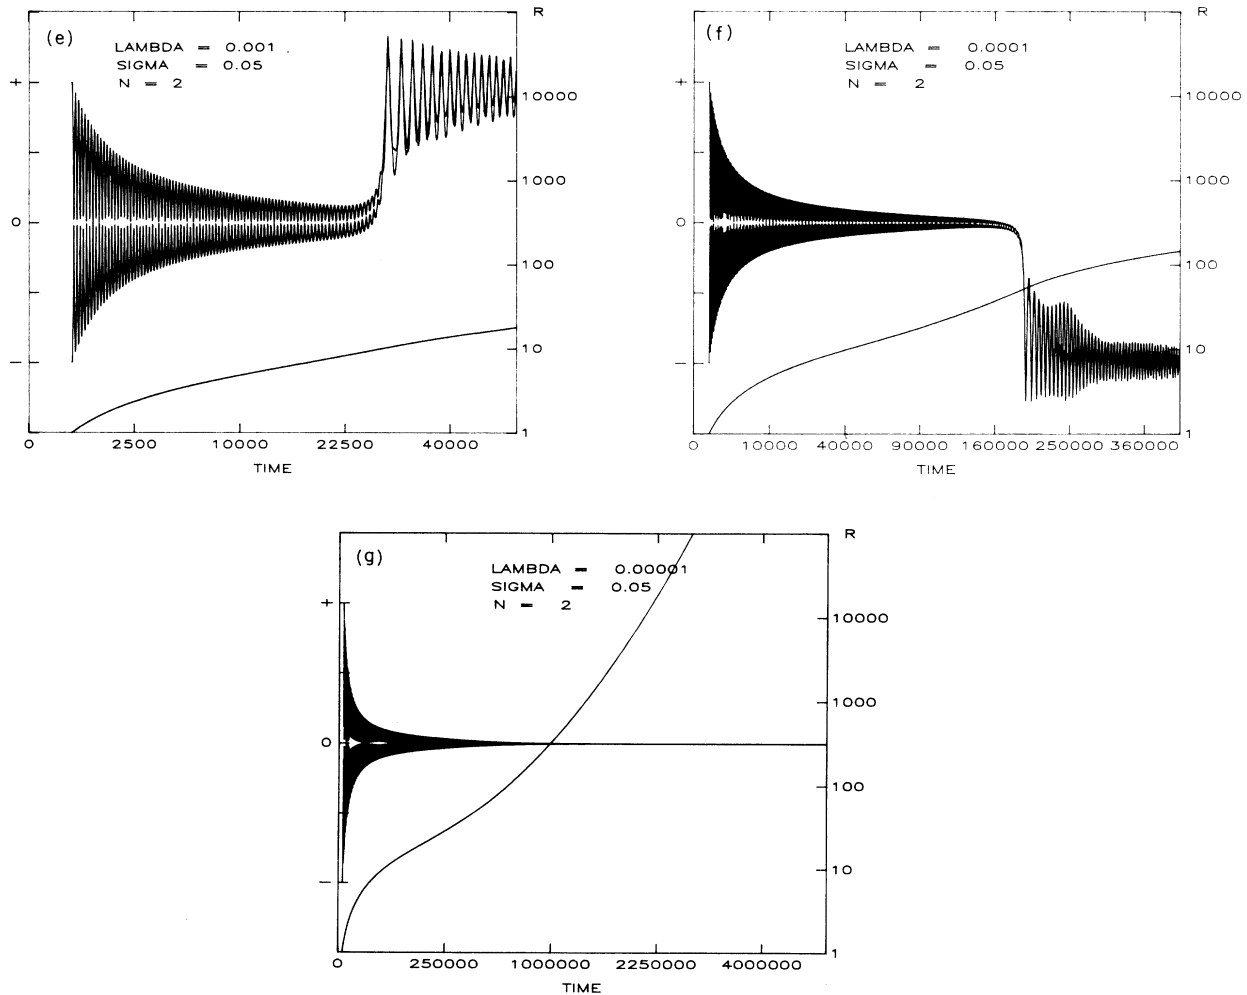 (e)
LAMBDA = 0.001
SIGMA = 0.05
N = 2
R
+
0
−
10000
1000
100
10
1
0 2500 10000 22500 40000
TIME
(f)
LAMBDA = 0.0001
SIGMA = 0.05
N = 2
R
+
0
−
10000
1000
100
10
1
0 10000 40000 90000 160000 250000 360000
TIME
(g)
LAMBDA = 0.00001
SIGMA = 0.05
N = 2
R
+
0
−
10000
1000
100
10
1
0 250000 1000000 2250000 4000000
TIME